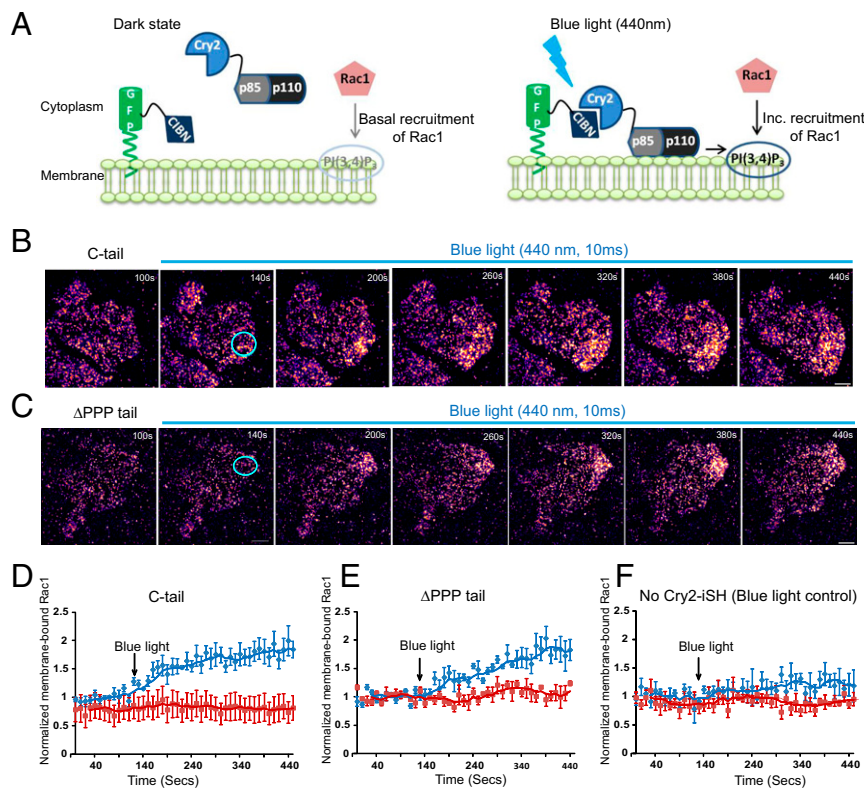 A
Dark state
Blue light (440nm)
Cry2
p85 p110
Rac1
GFP
CIBN
Cytoplasm
Basal recruitment
of Rac1
PI(3,4)P3
Membrane
Cry2
Rac1
GFP
CIBN
p85 p110
Inc. recruitment
of Rac1
PI(3,4)P3
B
C-tail
Blue light (440 nm, 10ms)
100s 140s 200s 260s 320s 380s 440s
C
ΔPPP tail
Blue light (440 nm, 10ms)
100s 140s 200s 260s 320s 380s 440s
D
C-tail
Normalized membrane-bound Rac1
2.5
2
1.5
1
0.5
0
Blue light
40 140 240 340 440
Time (Secs)
E
ΔPPP tail
Normalized membrane-bound Rac1
2.5
2
1.5
1
0.5
0
Blue light
40 140 240 340 440
Time (Secs)
F
No Cry2-iSH (Blue light control)
Normalized membrane-bound Rac1
2.5
2
1.5
1
0.5
0
Blue light
40 140 240 340 440
Time (Secs)